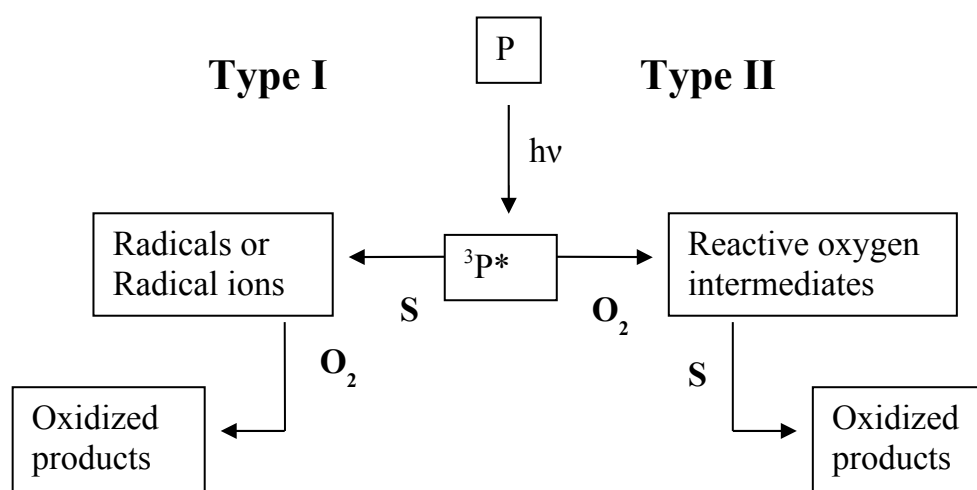 P
Type I
Type II
hν
Radicals or
Radical ions
³P*
Reactive oxygen
intermediates
S
O₂
O₂
S
Oxidized
products
Oxidized
products